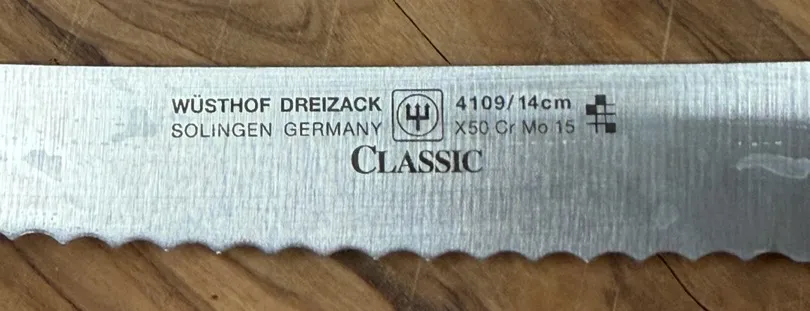 WÜSTHOF DREIZACK 4109/14cm
SOLINGEN GERMANY X50 Cr Mo 15
CLASSIC